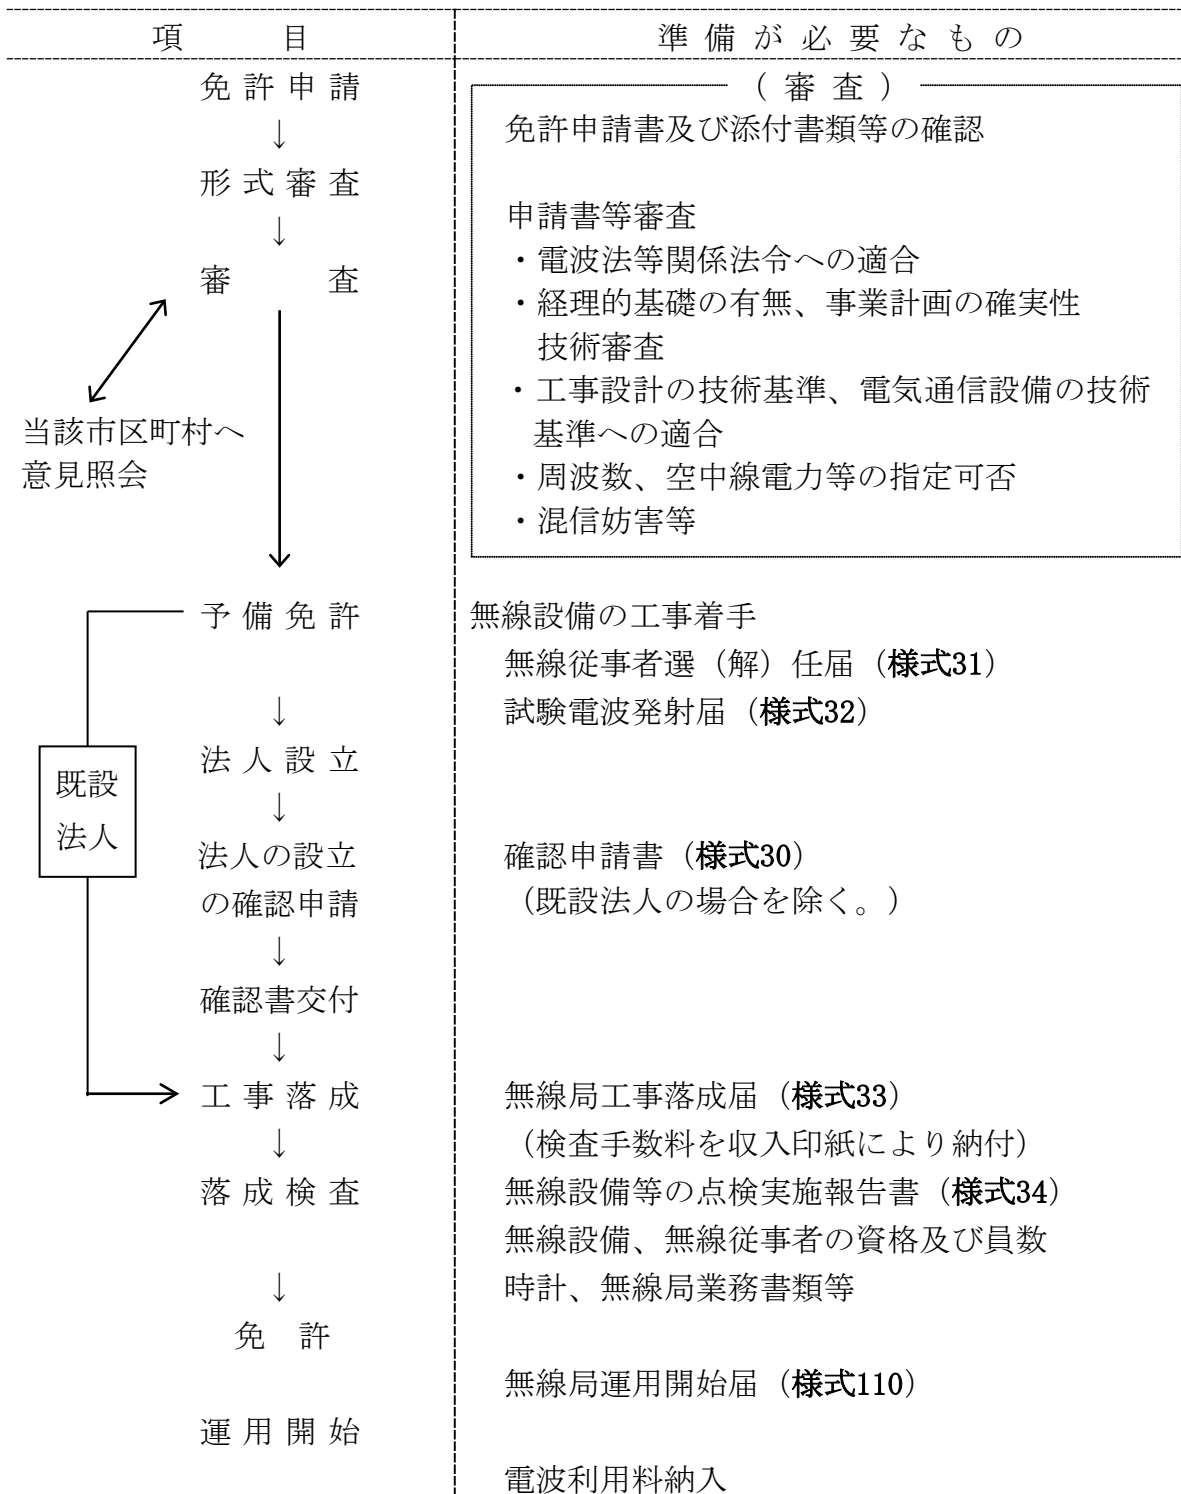 項　目
準備が必要なもの
免許申請
↓
形式審査
↓
審　査
当該市区町村へ
意見照会
（審査）
免許申請書及び添付書類等の確認
申請書等審査
・電波法等関係法令への適合
・経理的基礎の有無、事業計画の確実性
技術審査
・工事設計の技術基準、電気通信設備の技術
基準への適合
・周波数、空中線電力等の指定可否
・混信妨害等
予備免許
無線設備の工事着手
無線従事者選（解）任届（様式31）
↓
試験電波発射届（様式32）
法人設立
既設
法人
↓
法人の設立
の確認申請
確認申請書（様式30）
（既設法人の場合を除く。）
↓
確認書交付
↓
工事落成
無線局工事落成届（様式33）
↓
（検査手数料を収入印紙により納付）
落成検査
無線設備等の点検実施報告書（様式34）
無線設備、無線従事者の資格及び員数
↓
時計、無線局業務書類等
免　許
無線局運用開始届（様式110）
運用開始
電波利用料納入